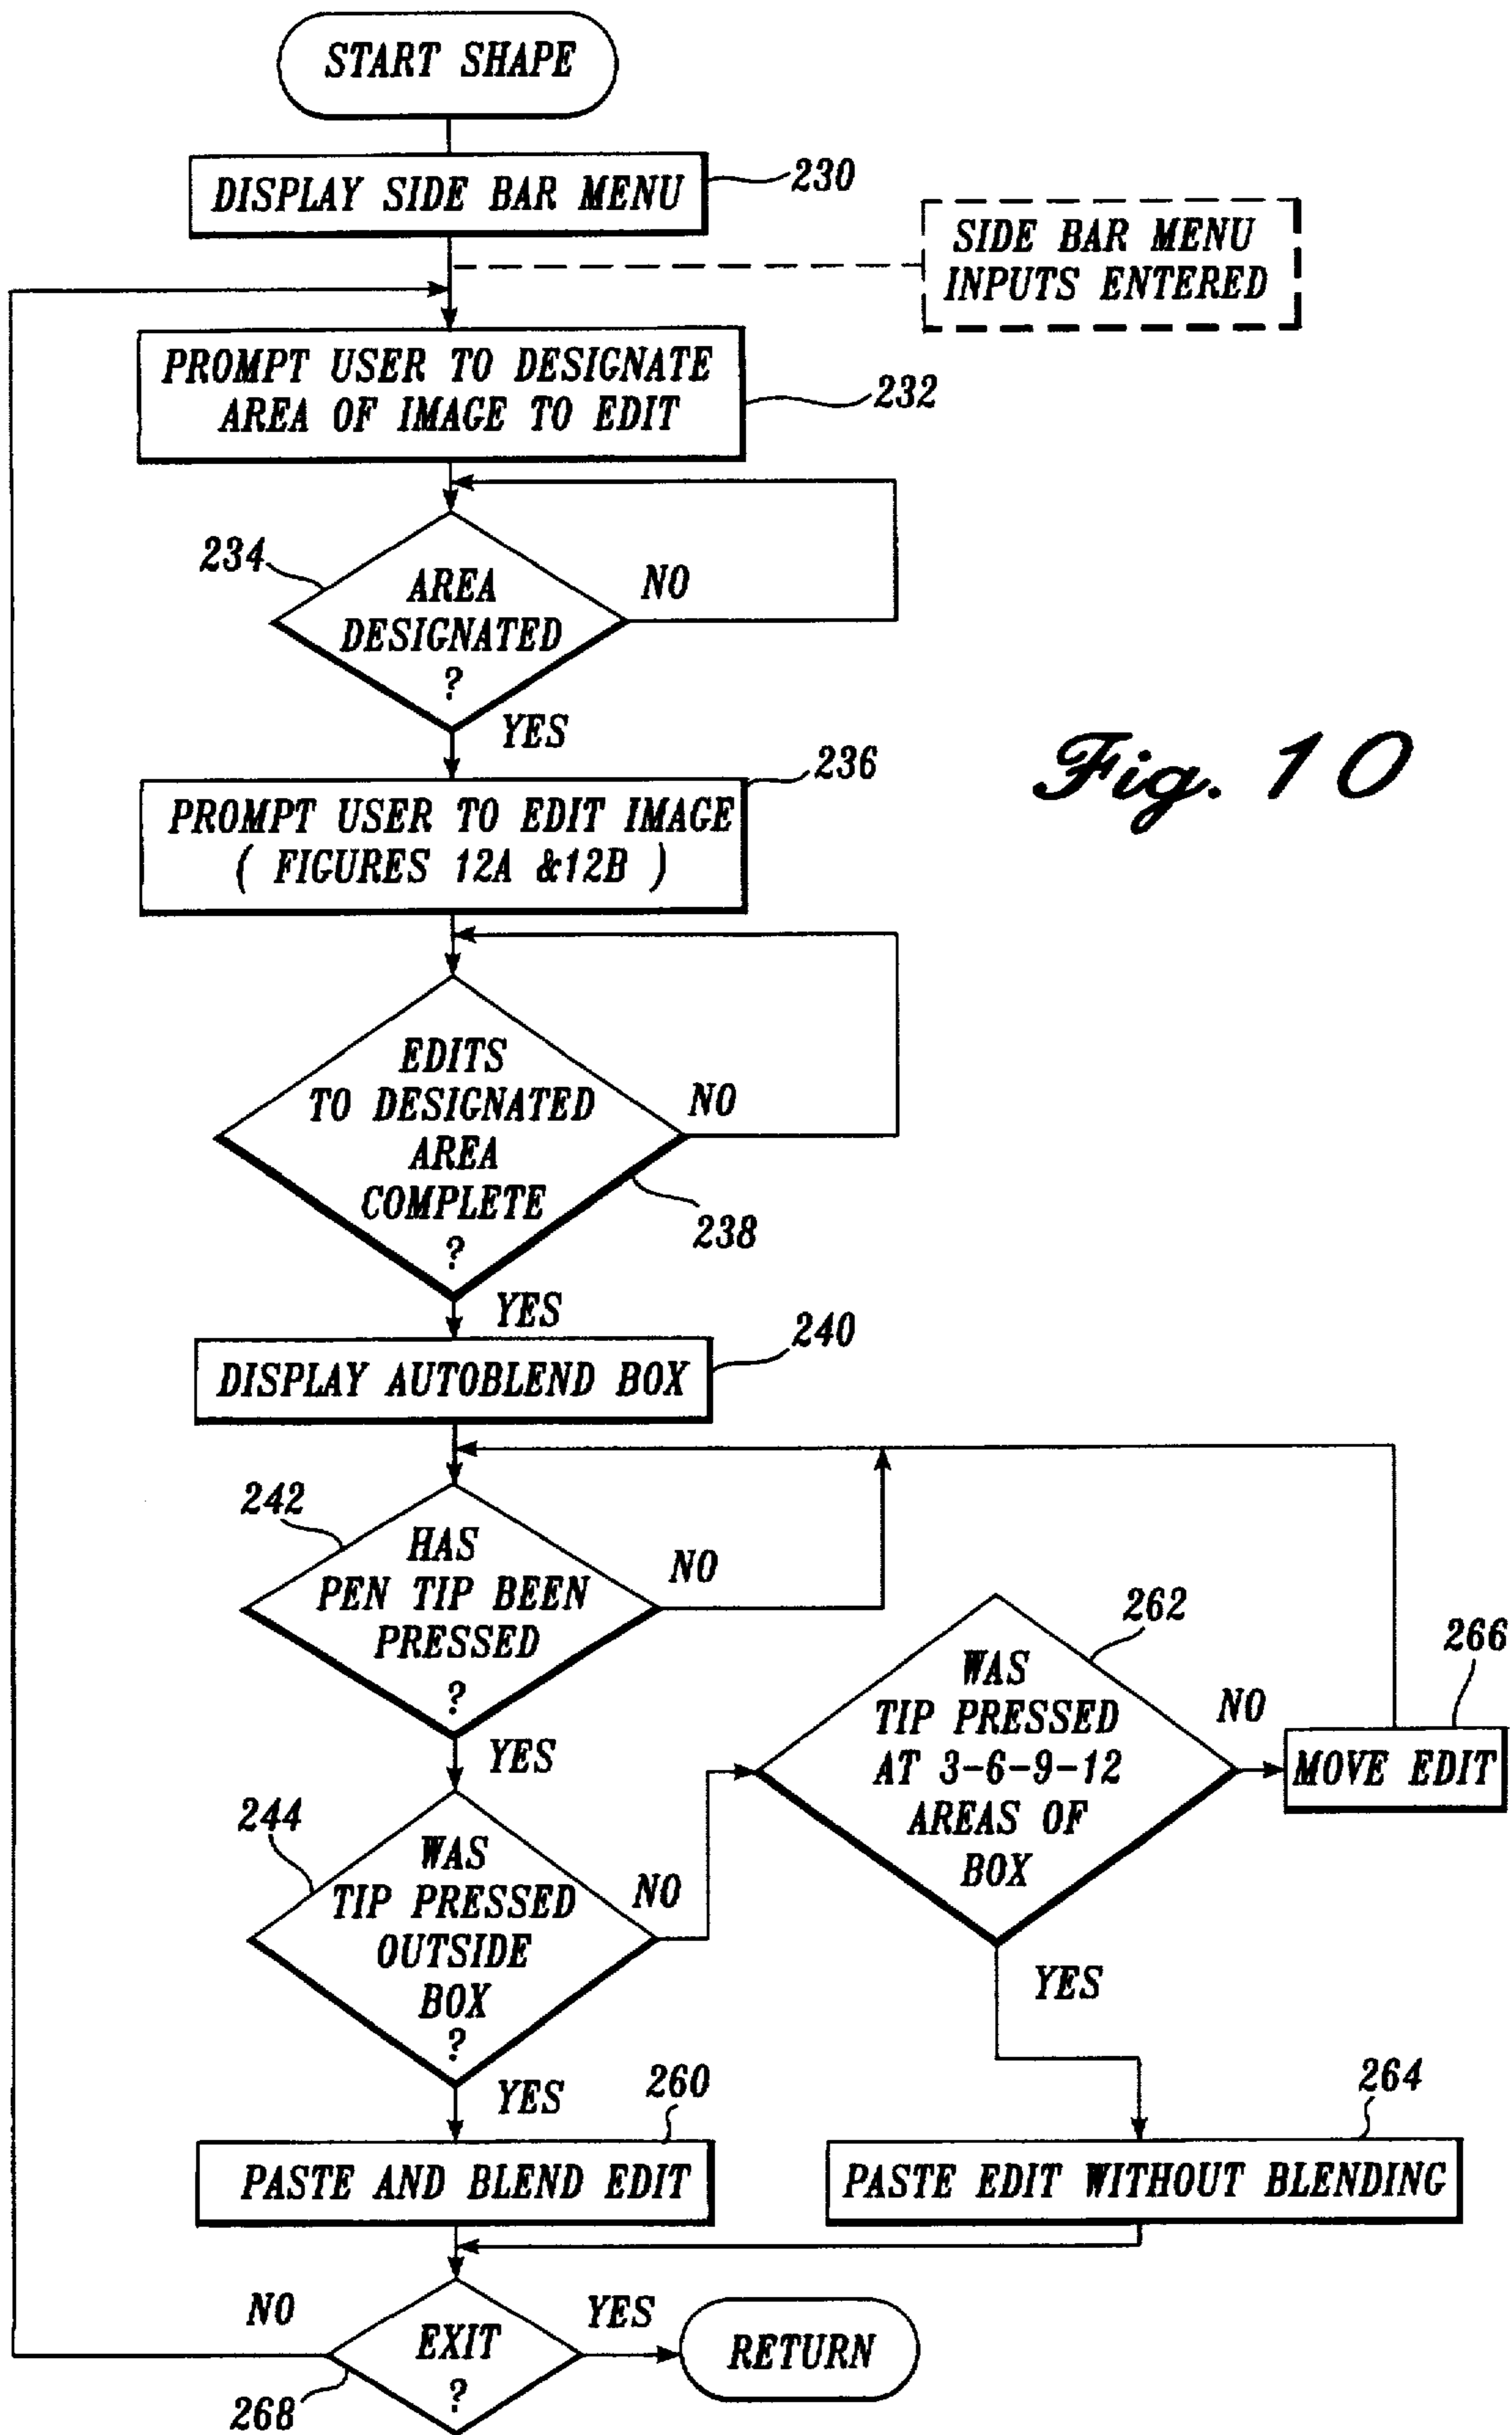 START SHAPE
DISPLAY SIDE BAR MENU
230
SIDE BAR MENU
INPUTS ENTERED
PROMPT USER TO DESIGNATE
AREA OF IMAGE TO EDIT
232
234
AREA
DESIGNATED
?
NO
YES
236
PROMPT USER TO EDIT IMAGE
( FIGURES 12A &12B )
Fig. 10
EDITS
TO DESIGNATED
AREA
COMPLETE
?
NO
238
YES
240
DISPLAY AUTOBLEND BOX
242
HAS
PEN TIP BEEN
PRESSED
?
NO
YES
244
WAS
TIP PRESSED
OUTSIDE
BOX
?
NO
262
WAS
TIP PRESSED
AT 3-6-9-12
AREAS OF
BOX
NO
266
MOVE EDIT
YES
YES
260
PASTE AND BLEND EDIT
264
PASTE EDIT WITHOUT BLENDING
NO
EXIT
?
YES
RETURN
268